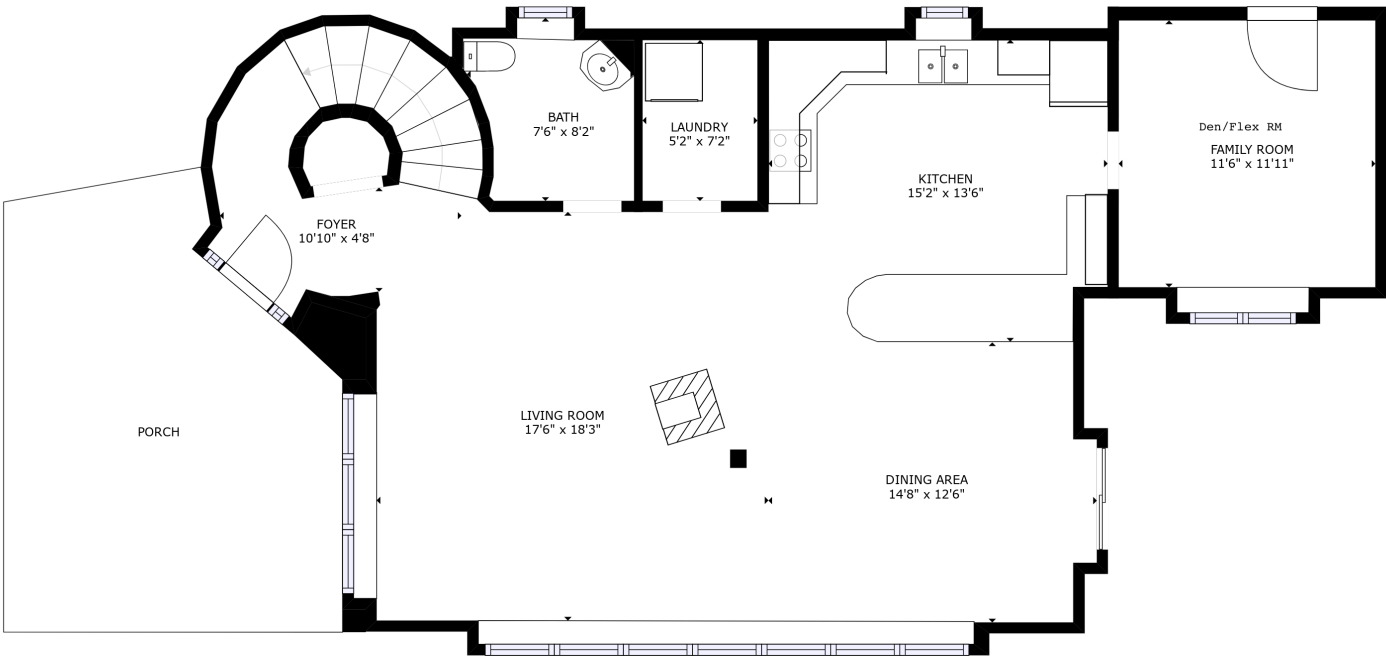 BATH
7'6" x 8'2"
LAUNDRY
5'2" x 7'2"
Den/Flex RM
FAMILY ROOM
11'6" x 11'11"
KITCHEN
15'2" x 13'6"
FOYER
10'10" x 4'8"
LIVING ROOM
17'6" x 18'3"
PORCH
DINING AREA
14'8" x 12'6"